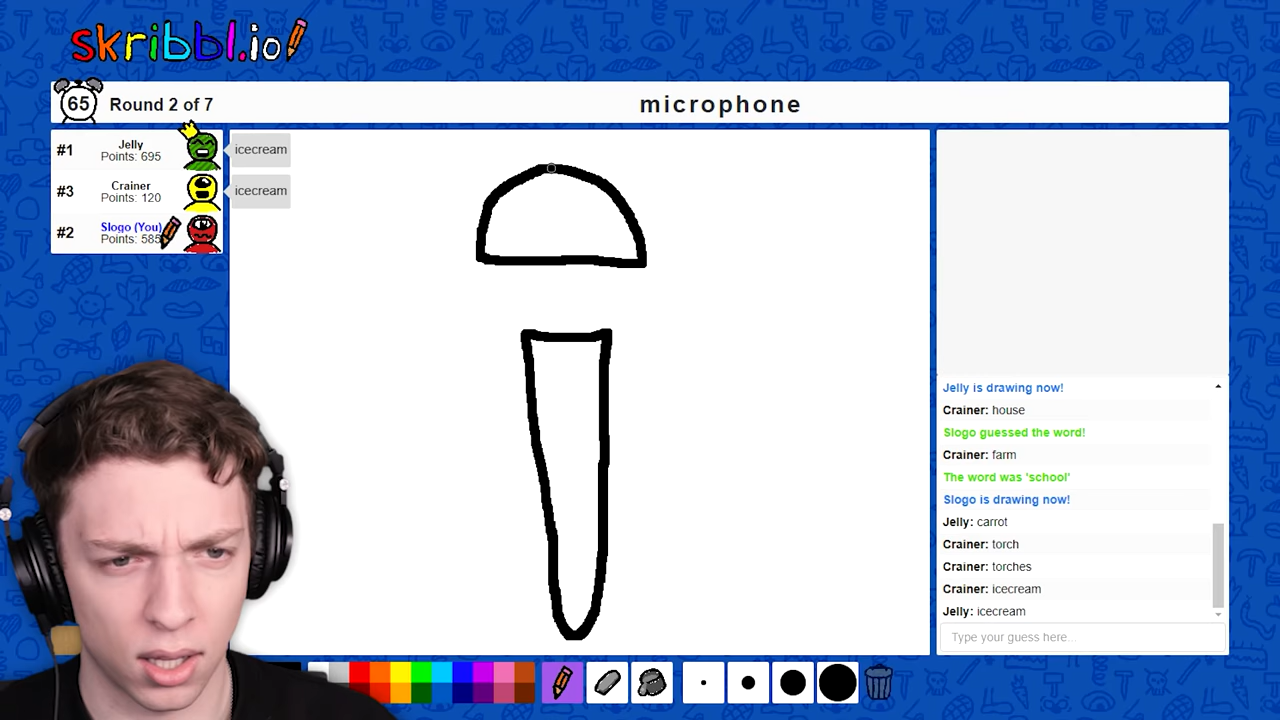 skribbl.io
65
Round 2 of 7
microphone
#1
Jelly
Points: 695
icecream
#3
Crainer
Points: 120
icecream
#2
Slogo (You)
Points: 585
Jelly is drawing now!
Crainer: house
Slogo guessed the word!
Crainer: farm
The word was 'school'
Slogo is drawing now!
Jelly: carrot
Crainer: torch
Crainer: torches
Crainer: icecream
Jelly: icecream
Type your guess here...